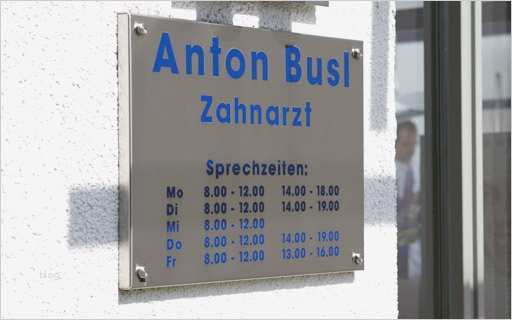 Anton Busl
Zahnarzt
Sprechzeiten:
Mo 8.00 - 12.00 14.00 - 18.00
Di 8.00 - 12.00 14.00 - 19.00
Mi 8.00 - 12.00
Do 8.00 - 12.00 14.00 - 19.00
Fr 8.00 - 12.00 13.00 - 16.00